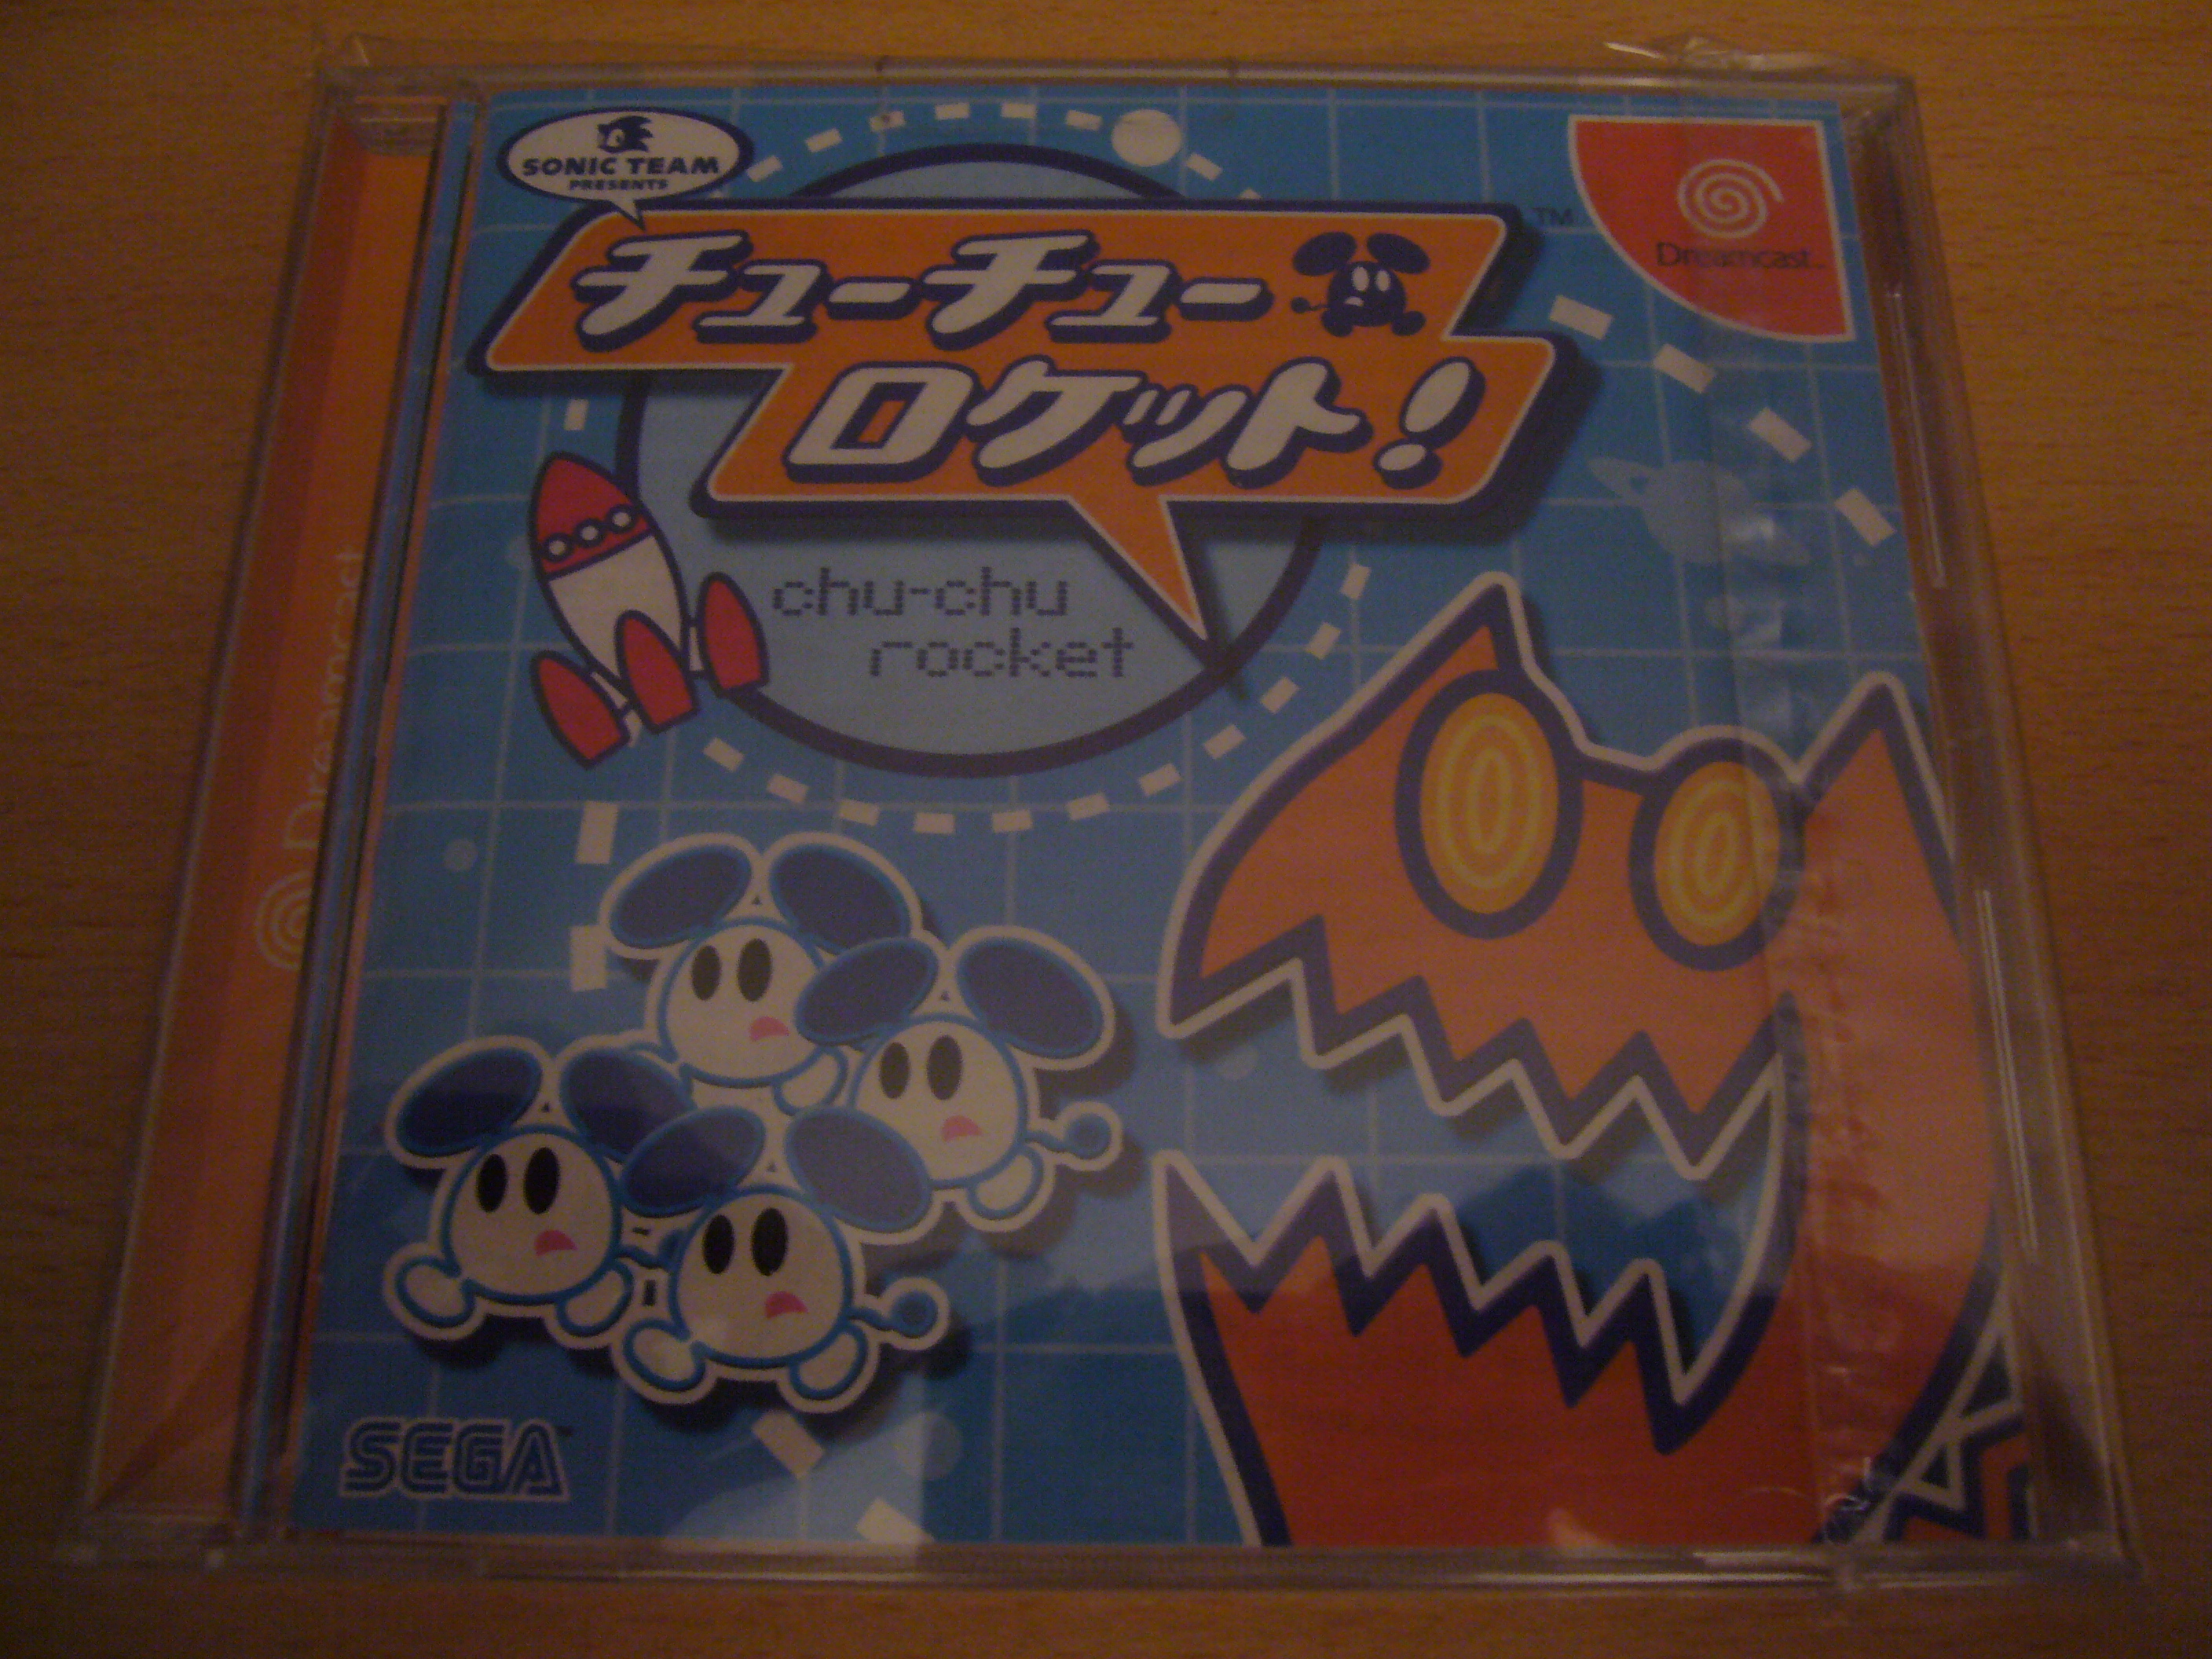 SONIC TEAM
PRESENTS
チューチュー
ロケット!
TM
Dreamcast
chu-chu
rocket
Dreamcast
SEGA